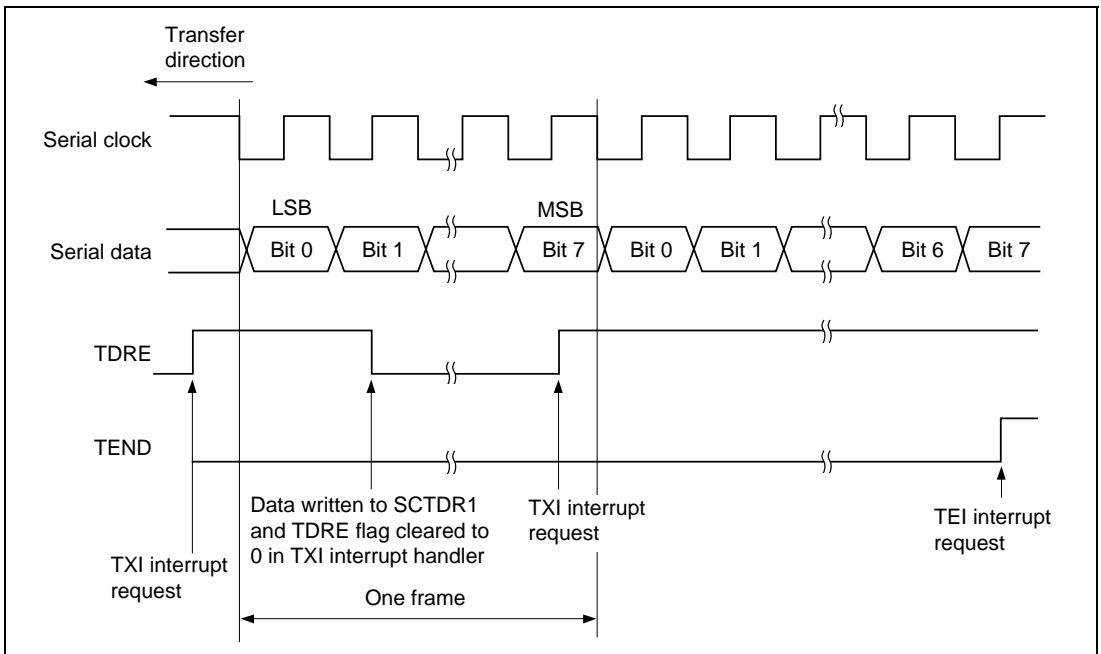 Transfer
direction
Serial clock
LSB
MSB
Serial data
Bit 0
Bit 1
Bit 7
Bit 0
Bit 1
Bit 6
Bit 7
TDRE
TEND
Data written to SCTDR1
and TDRE flag cleared to
0 in TXI interrupt handler
TXI interrupt
request
TEI interrupt
request
TXI interrupt
request
One frame